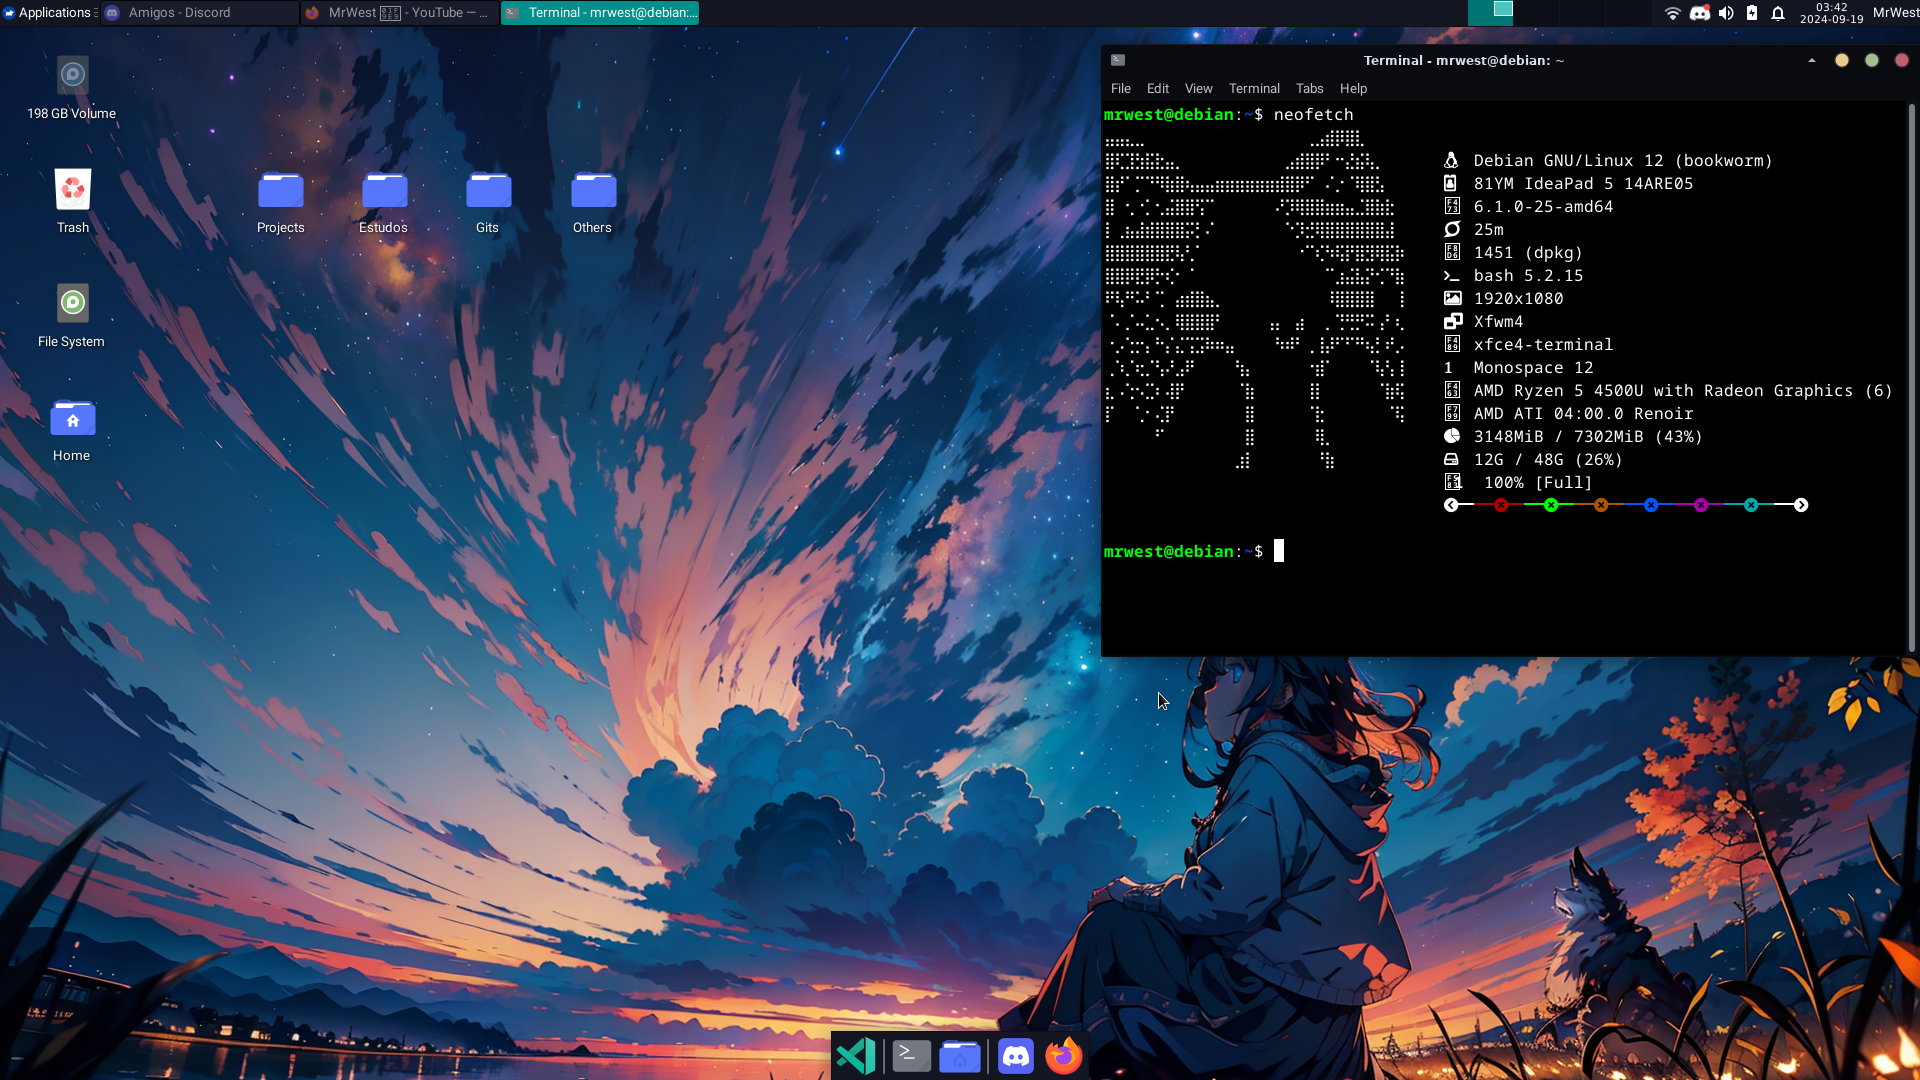 Applications
Amigos - Discord
MrWest - YouTube — ...
Terminal - mrwest@debian:...
03:42
2024-09-19
MrWest
198 GB Volume
Trash
File System
Home
Projects
Estudos
Gits
Others
Terminal - mrwest@debian: ~
File Edit View Terminal Tabs Help
mrwest@debian:~$ neofetch
Debian GNU/Linux 12 (bookworm)
81YM IdeaPad 5 14ARE05
6.1.0-25-amd64
25m
1451 (dpkg)
bash 5.2.15
1920x1080
Xfwm4
xfce4-terminal
1 Monospace 12
AMD Ryzen 5 4500U with Radeon Graphics (6)
AMD ATI 04:00.0 Renoir
3148MiB / 7302MiB (43%)
12G / 48G (26%)
100% [Full]
mrwest@debian:~$